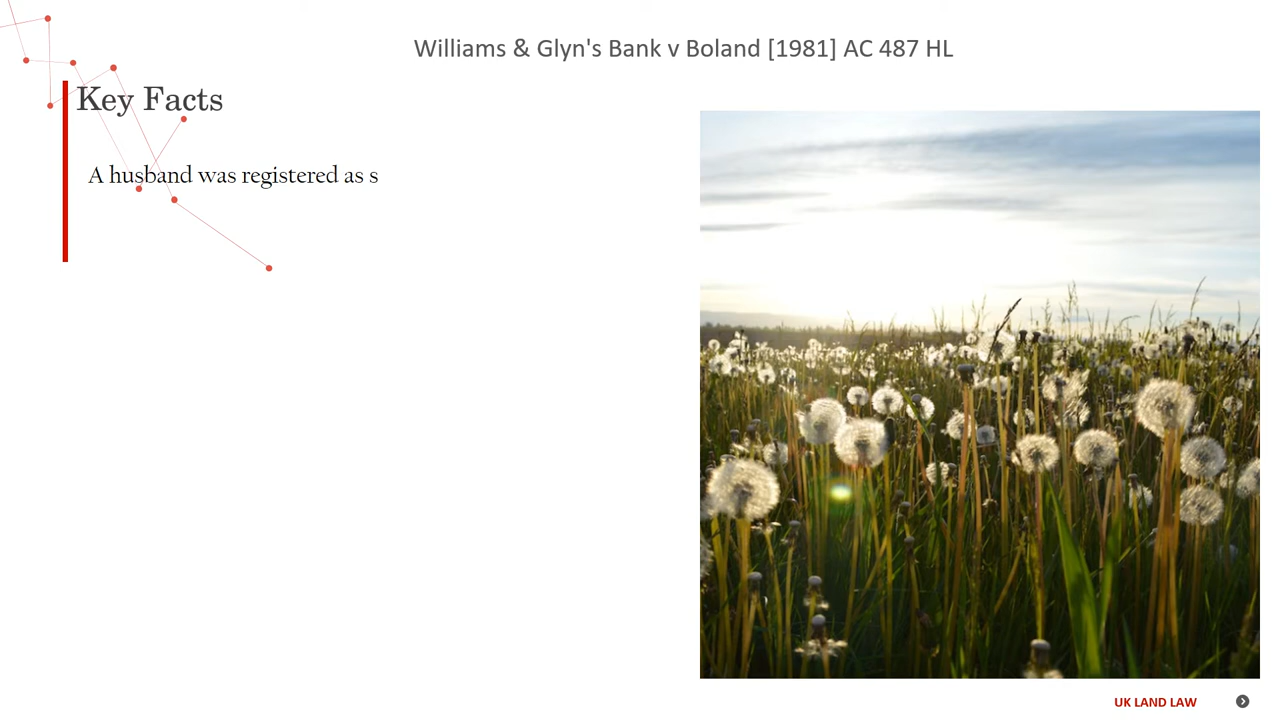 Williams & Glyn's Bank v Boland [1981] AC 487 HL
Key Facts
A husband was registered as s
UK LAND LAW